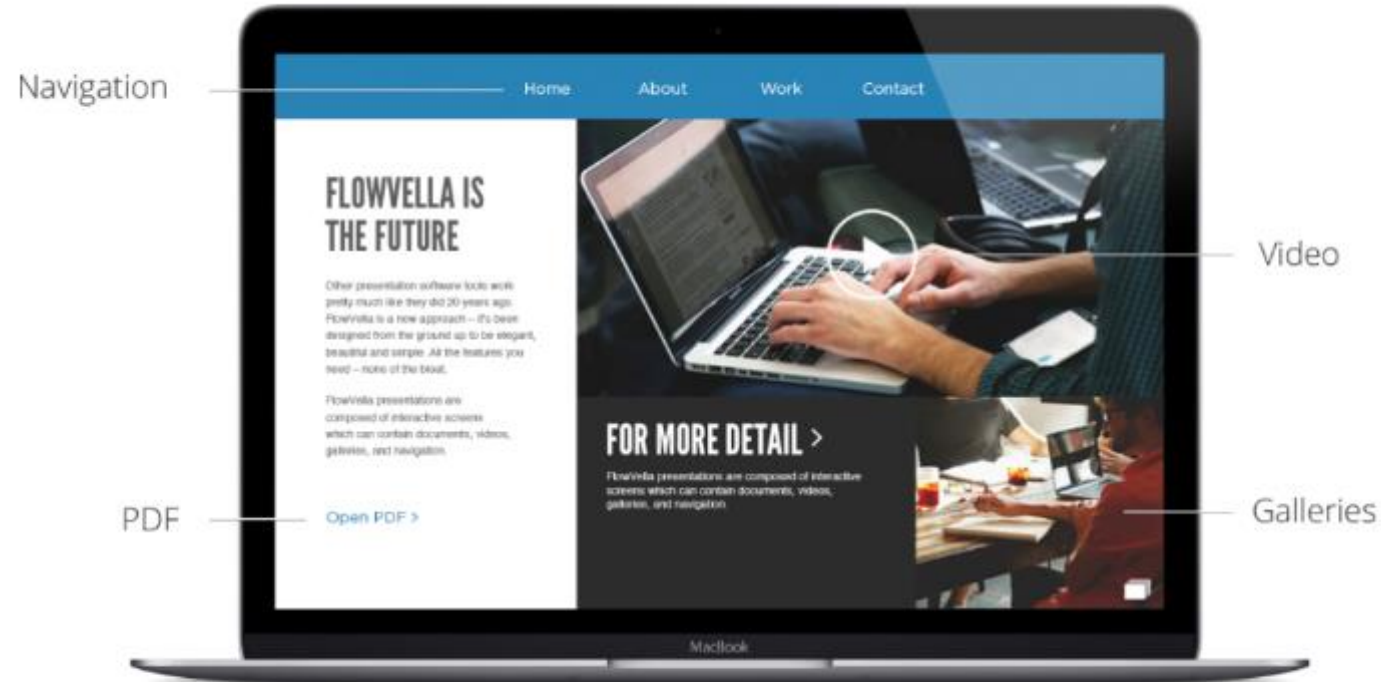 Navigation
Home About Work Contact
FLOWVELLA IS
THE FUTURE
Other presentation software tools work
pretty much like they did 20 years ago.
FlowVella is a new approach – it's been
designed from the ground up to be elegant,
beautiful and simple. All the features you
need – none of the bloat.
FlowVella presentations are
composed of interactive screens
which can contain documents, videos,
galleries, and navigation.
Open PDF >
PDF
Video
FOR MORE DETAIL >
FlowVella presentations are composed of interactive
screens which can contain documents, videos,
galleries, and navigation
Galleries
MacBook